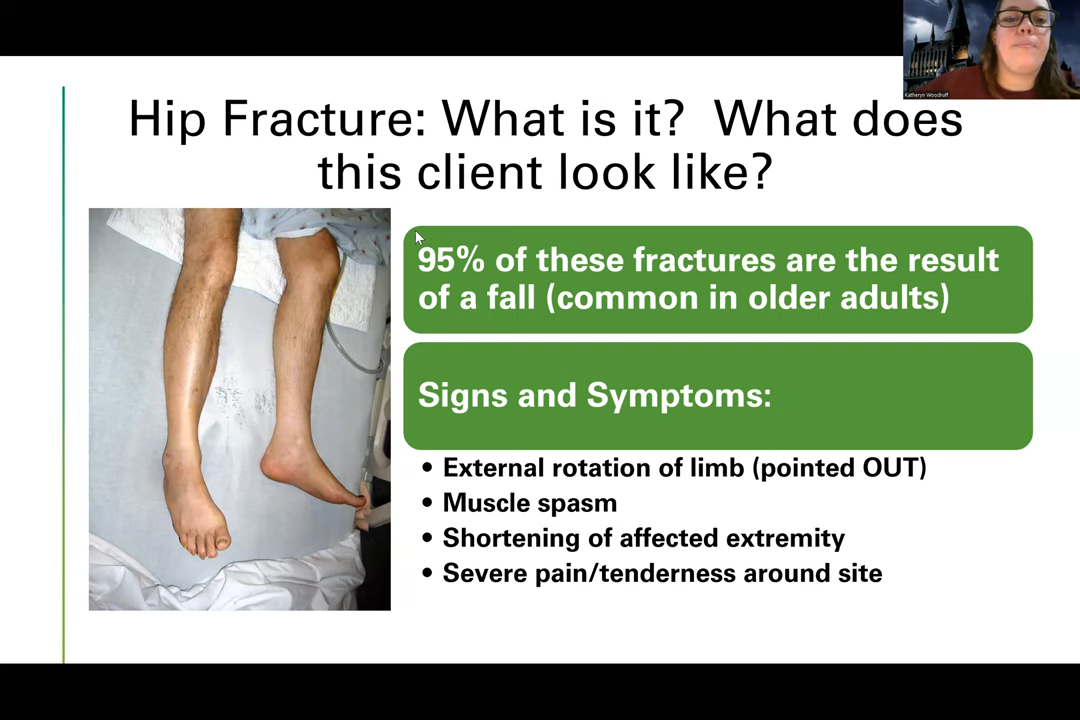 Katheryn Woodruff
Hip Fracture: What is it?  What does
this client look like?
95% of these fractures are the result
of a fall (common in older adults)
Signs and Symptoms:
• External rotation of limb (pointed OUT)
• Muscle spasm
• Shortening of affected extremity
• Severe pain/tenderness around site